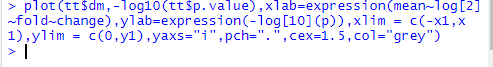 > plot(tt$dm,-log10(tt$p.value),xlab=expression(mean~log[2]
~fold~change),ylab=expression(-log[10](p)),xlim = c(-x1,x
1),ylim = c(0,y1),yaxs="i",pch=".",cex=1.5,col="grey")
>